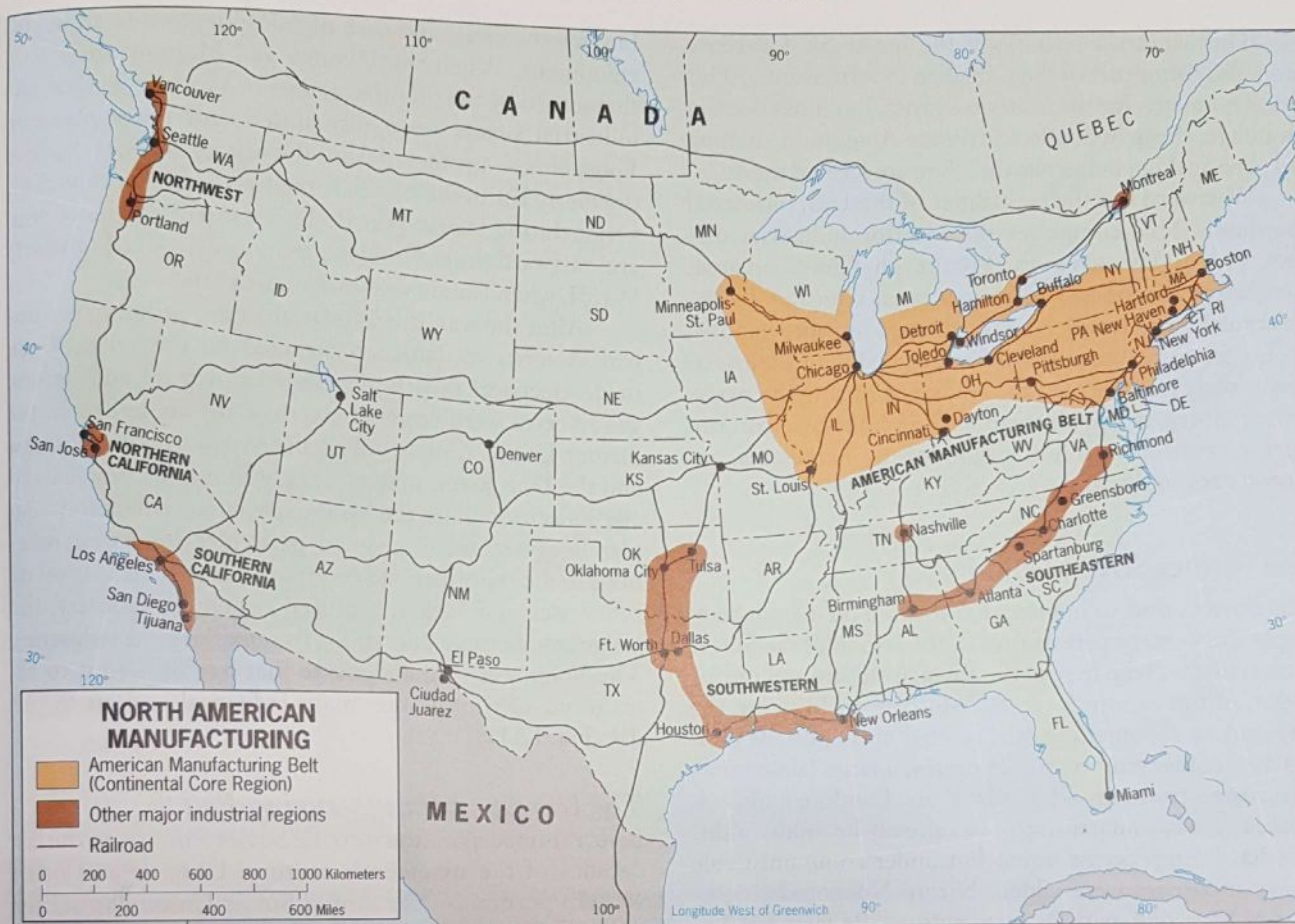 120°
110°
100°
90°
80°
70°
50°
CANADA
QUEBEC
Vancouver
Seattle
WA
NORTHWEST
Portland
OR
ID
MT
ND
MN
SD
WY
Minneapolis-
St. Paul
WI
MI
Montreal
ME
VT
NH
NY
Boston
MA
Toronto
Hamilton
Buffalo
Hartford
CT
RI
PA
New Haven
New York
NJ
Detroit
Windsor
Milwaukee
Toledo
Cleveland
Pittsburgh
Chicago
Philadelphia
40°
40°
IA
NE
OH
Baltimore
NV
Salt
Lake
City
IL
IN
Dayton
MD
DE
San Francisco
San Jose
NORTHERN
CALIFORNIA
UT
CO
Denver
Kansas City
MO
KS
Cincinnati
AMERICAN MANUFACTURING BELT
WV
VA
Richmond
St. Louis
KY
CA
Greensboro
NC
Charlotte
Nashville
TN
Spartanburg
SOUTHEASTERN
Los Angeles
SOUTHERN
CALIFORNIA
AZ
NM
OK
Oklahoma City
Tulsa
AR
San Diego
Tijuana
Birmingham
Atlanta
SC
MS
AL
GA
Ft. Worth
Dallas
LA
30°
30°
120°
El Paso
Ciudad
Juarez
TX
SOUTHWESTERN
Houston
New Orleans
FL
Miami
MEXICO
NORTH AMERICAN
MANUFACTURING
American Manufacturing Belt
(Continental Core Region)
Other major industrial regions
Railroad
0 200 400 600 800 1000 Kilometers
0 200 400 600 Miles
100°
Longitude West of Greenwich
90°
80°